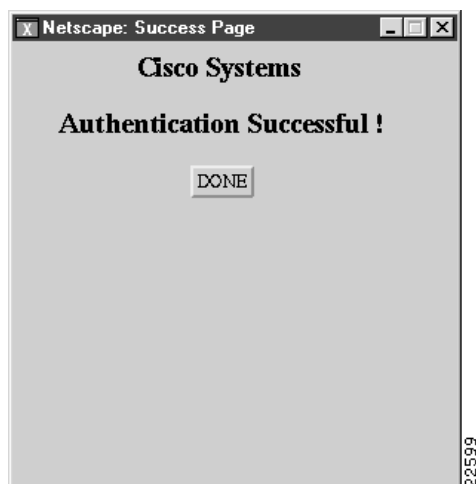 Netscape: Success Page
Cisco Systems
Authentication Successful !
DONE
22599